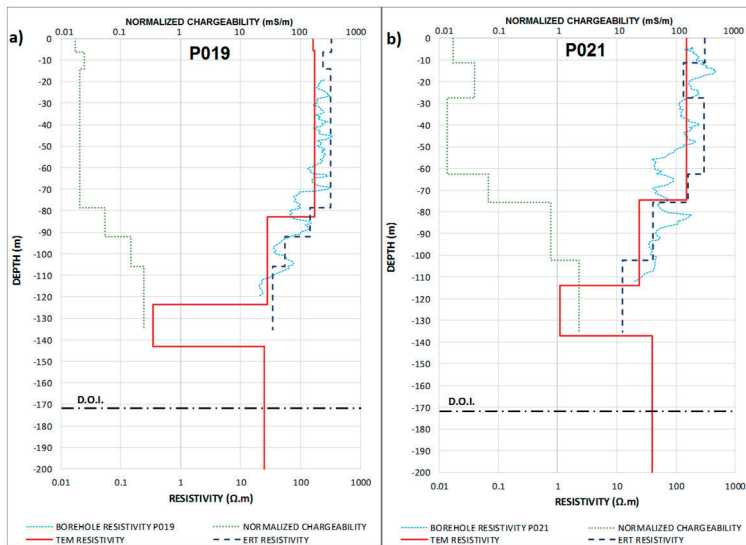 NORMALIZED CHARGEABILITY (mS/m)
0.01 0.1 1 10 100 1000
a)
P019
0
-10
-20
-30
-40
-50
-60
-70
-80
-90
-100
-110
-120
-130
-140
-150
-160
-170
-180
-190
-200
DEPTH (m)
D.O.I.
0.01 0.1 1 10 100 1000
RESISTIVITY (Ω.m)
BOREHOLE RESISTIVITY P019 NORMALIZED CHARGEABILITY
TEM RESISTIVITY ERT RESISTIVITY
NORMALIZED CHARGEABILITY (mS/m)
0.01 0.1 1 10 100 1000
b)
P021
0
-10
-20
-30
-40
-50
-60
-70
-80
-90
-100
-110
-120
-130
-140
-150
-160
-170
-180
-190
-200
DEPTH (m)
D.O.I.
0.01 0.1 1 10 100 1000
RESISTIVITY (Ω.m)
BOREHOLE RESISTIVITY P021 NORMALIZED CHARGEABILITY
TEM RESISTIVITY ERT RESISTIVITY